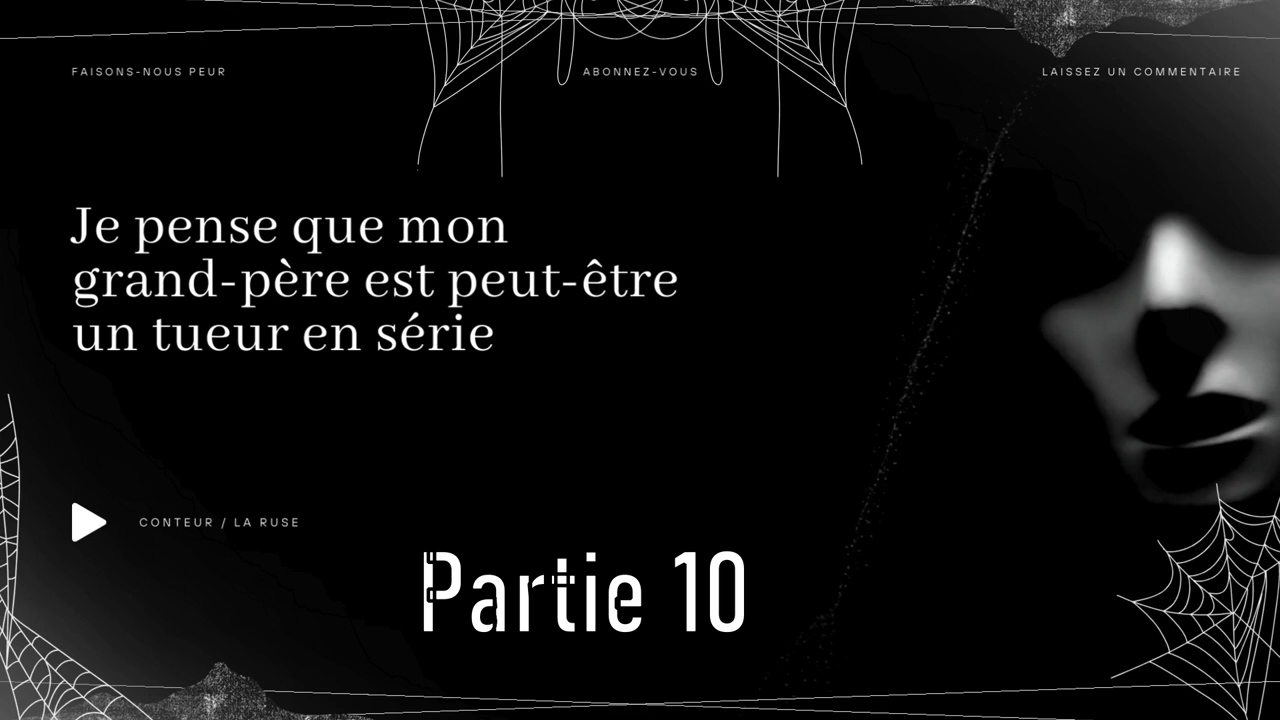 FAISONS-NOUS PEUR
ABONNEZ-VOUS
LAISSEZ UN COMMENTAIRE
Je pense que mon
grand-père est peut-être
un tueur en série
CONTEUR / LA RUSE
Partie 10